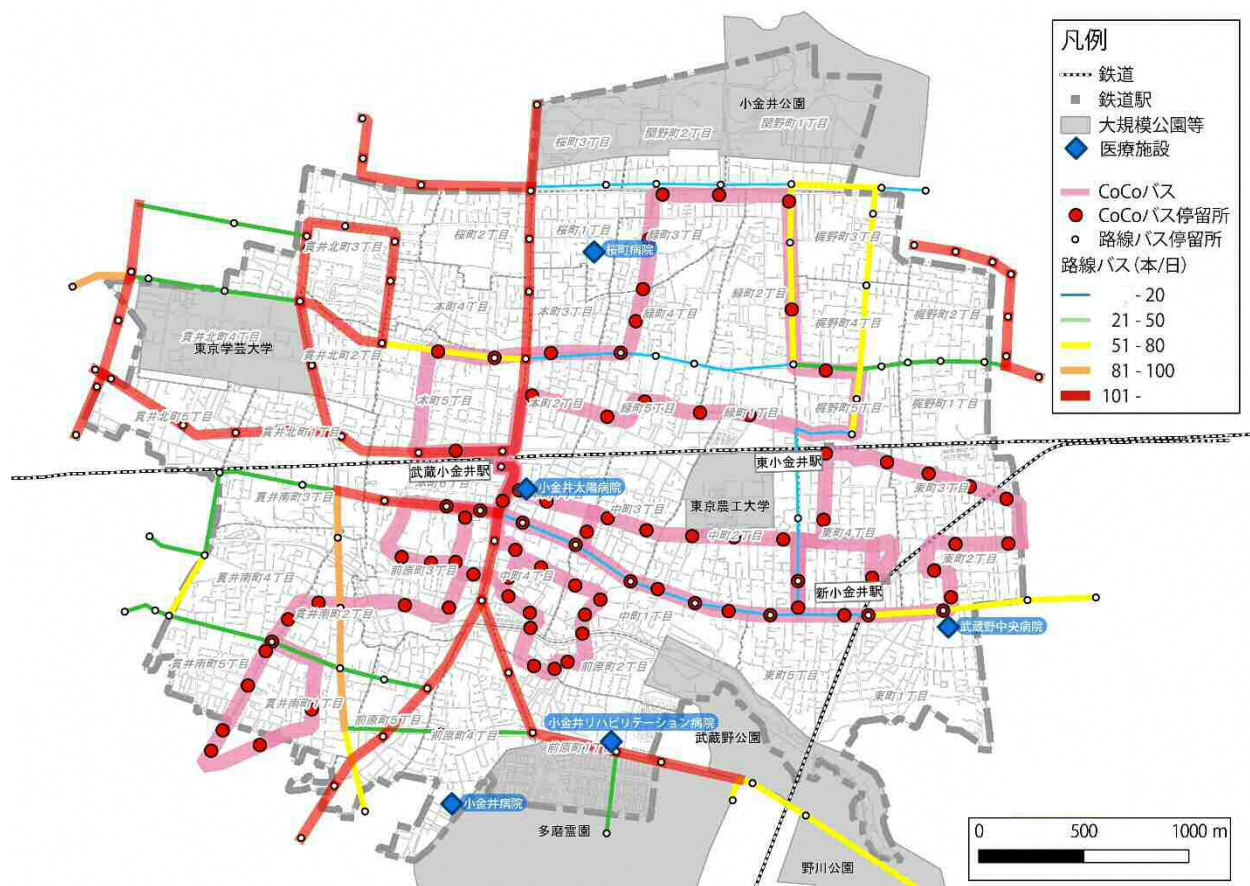 凡例
鉄道
鉄道駅
大規模公園等
医療施設
CoCoバス
CoCoバス停留所
路線バス停留所
路線バス(本/日)
- 20
21 - 50
51 - 80
81 - 100
101 -
小金井公園
関野町1丁目
関野町2丁目
桜町3丁目
桜町2丁目
桜町1丁目
桜町病院
緑町3丁目
梶野町3丁目
貫井北町3丁目
本町4丁目
本町3丁目
緑町4丁目
緑町2丁目
梶野町4丁目
梶野町2丁目
貫井北町4丁目
東京学芸大学
貫井北町2丁目
本町5丁目
本町2丁目
緑町5丁目
緑町1丁目
梶野町5丁目
梶野町1丁目
貫井北町5丁目
貫井北町1丁目
武蔵小金井駅
東小金井駅
小金井太陽病院
貫井南町3丁目
中町3丁目
東京農工大学
東町3丁目
中町2丁目
東町4丁目
東町2丁目
前原町3丁目
中町4丁目
貫井南町4丁目
新小金井駅
貫井南町2丁目
中町1丁目
武蔵野中央病院
貫井南町5丁目
前原町2丁目
東町5丁目
東町1丁目
貫井南町1丁目
前原町5丁目
小金井リハビリテーション病院
前原町4丁目
前原町1丁目
武蔵野公園
小金井病院
多磨霊園
野川公園
0 500 1000 m